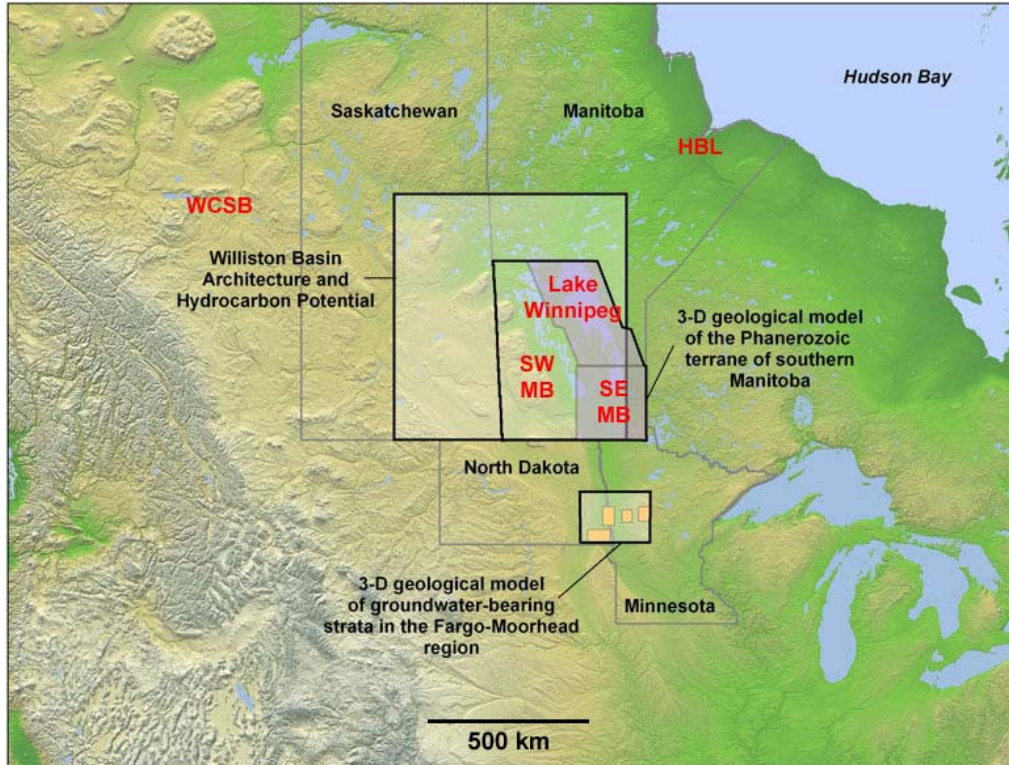 Hudson Bay
Saskatchewan
Manitoba
HBL
WCSB
Williston Basin
Architecture and
Hydrocarbon Potential
Lake
Winnipeg
3-D geological model
of the Phanerozoic
terrane of southern
Manitoba
SW
MB
SE
MB
North Dakota
3-D geological model
of groundwater-bearing
strata in the Fargo-Moorhead
region
Minnesota
500 km